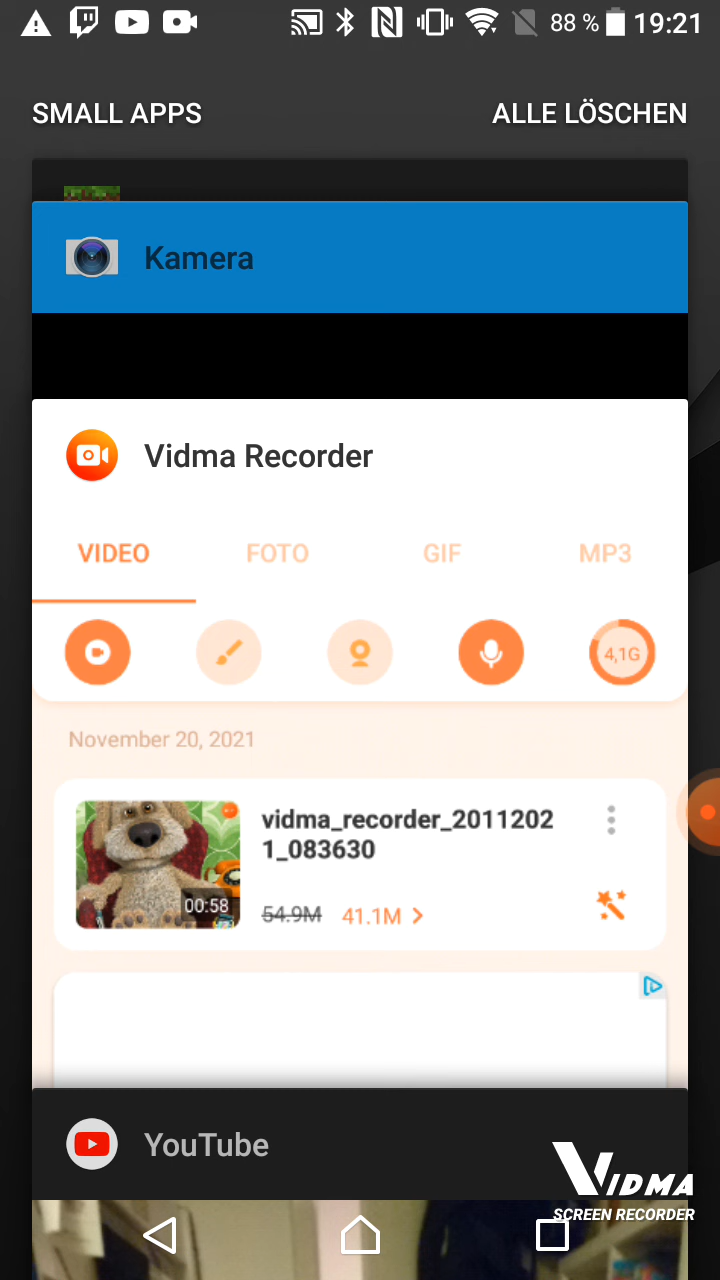 88 % 19:21
SMALL APPS ALLE LÖSCHEN
Kamera
Vidma Recorder
VIDEO FOTO GIF MP3
4,1G
November 20, 2021
vidma_recorder_2011202
1_083630
00:58
54.9M 41.1M >
YouTube
VIDMA
SCREEN RECORDER